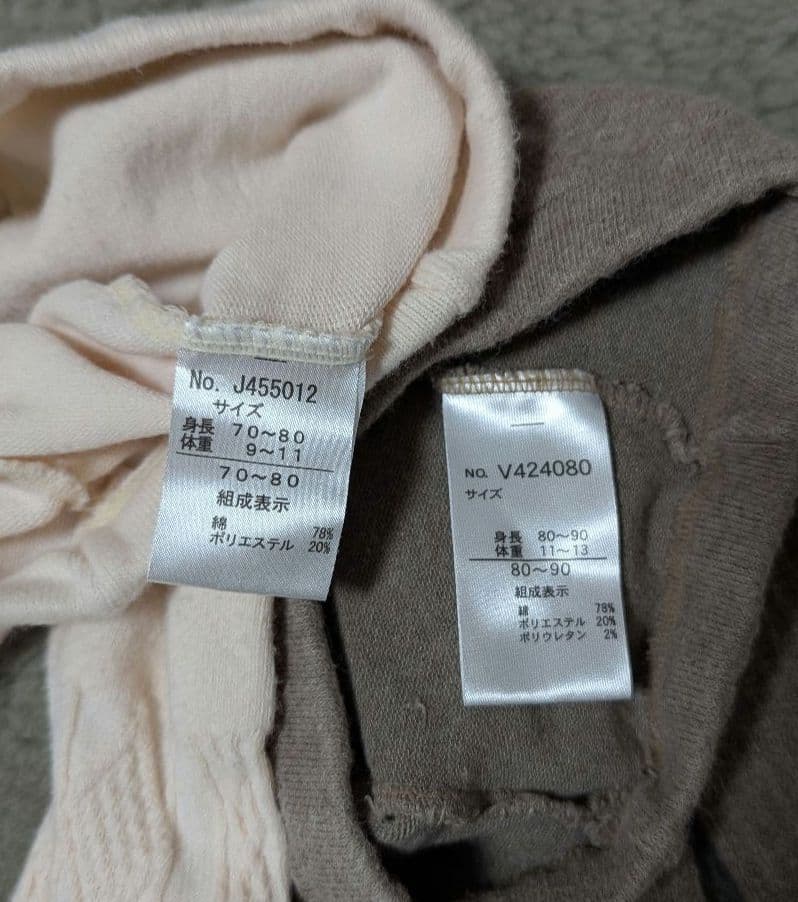 No. J455012
サイズ
身長 70～80
体重 9～11
70～80
組成表示
綿 78%
ポリエステル 20%
NO. V424080
サイズ
身長 80～90
体重 11～13
80～90
組成表示
綿 78%
ポリエステル 20%
ポリウレタン 2%